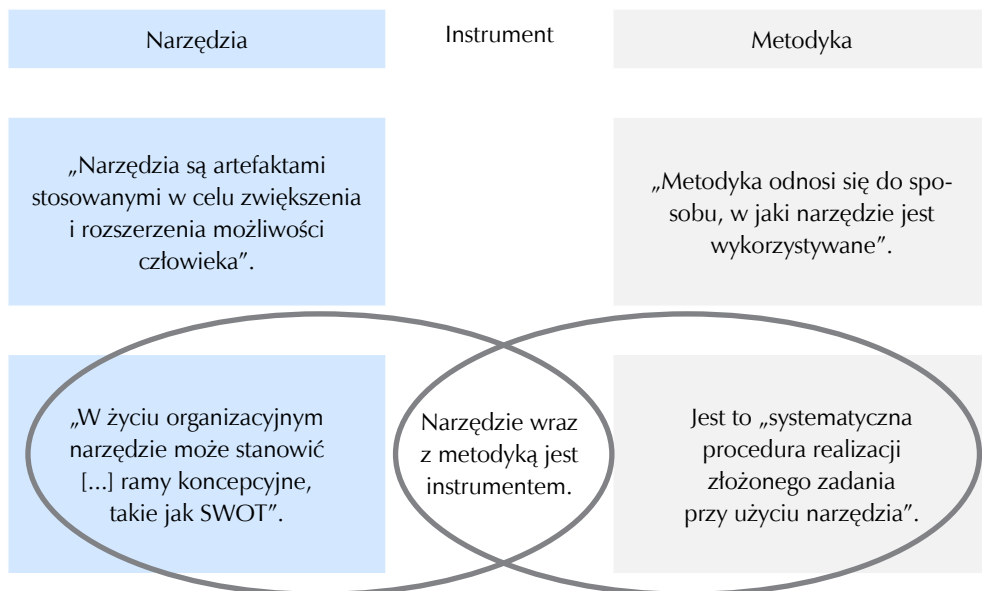 Narzędzia
Instrument
Metodyka
„Narzędzia są artefaktami
stosowanymi w celu zwiększenia
i rozszerzenia możliwości
człowieka”.
„Metodyka odnosi się do spo-
sobu, w jaki narzędzie jest
wykorzystywane”.
„W życiu organizacyjnym
narzędzie może stanowić
[...] ramy koncepcyjne,
takie jak SWOT”.
Narzędzie wraz
z metodyką jest
instrumentem.
Jest to „systematyczna
procedura realizacji
złożonego zadania
przy użyciu narzędzia”.